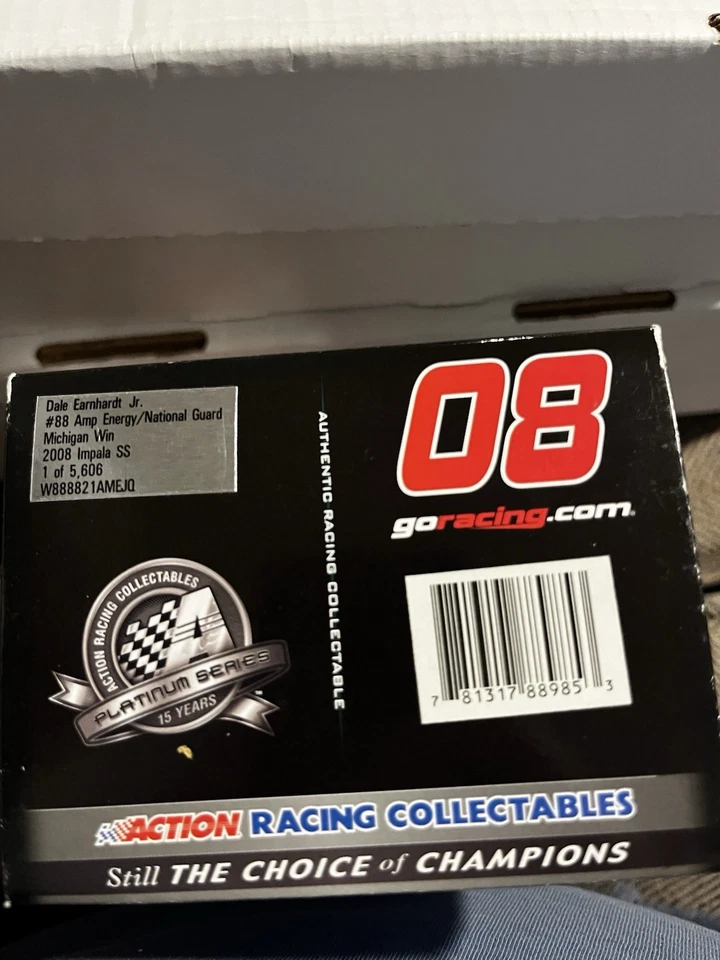 Dale Earnhardt Jr.
#88 Amp Energy/National Guard
Michigan Win
2008 Impala SS
1 of 5,606
W888821AMEJQ
AUTHENTIC RACING COLLECTABLE
08
goracing.com
ACTION RACING COLLECTABLES
A
PLATINUM SERIES
15 YEARS
7 81317 88985 3
ACTION RACING COLLECTABLES
Still THE CHOICE of CHAMPIONS